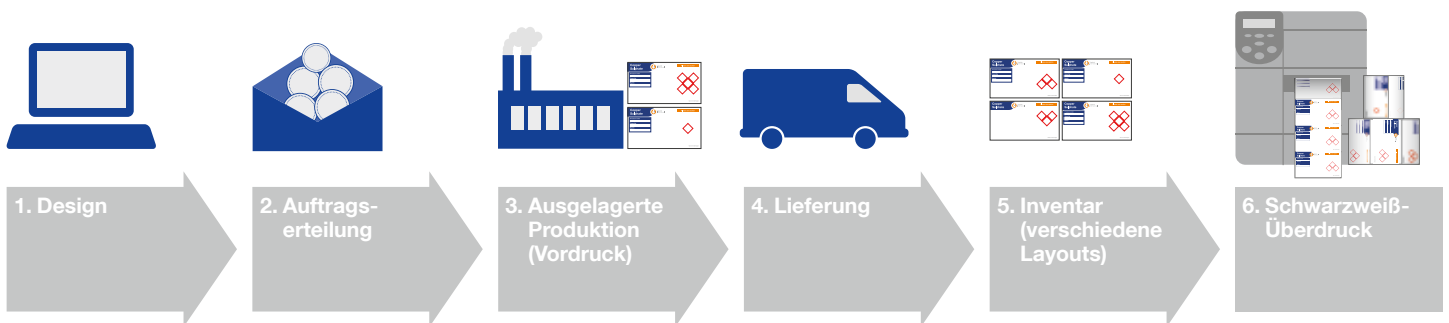 1. Design
2. Auftrags-
erteilung
3. Ausgelagerte
Produktion
(Vordruck)
4. Lieferung
5. Inventar
(verschiedene
Layouts)
6. Schwarzweiß-
Überdruck